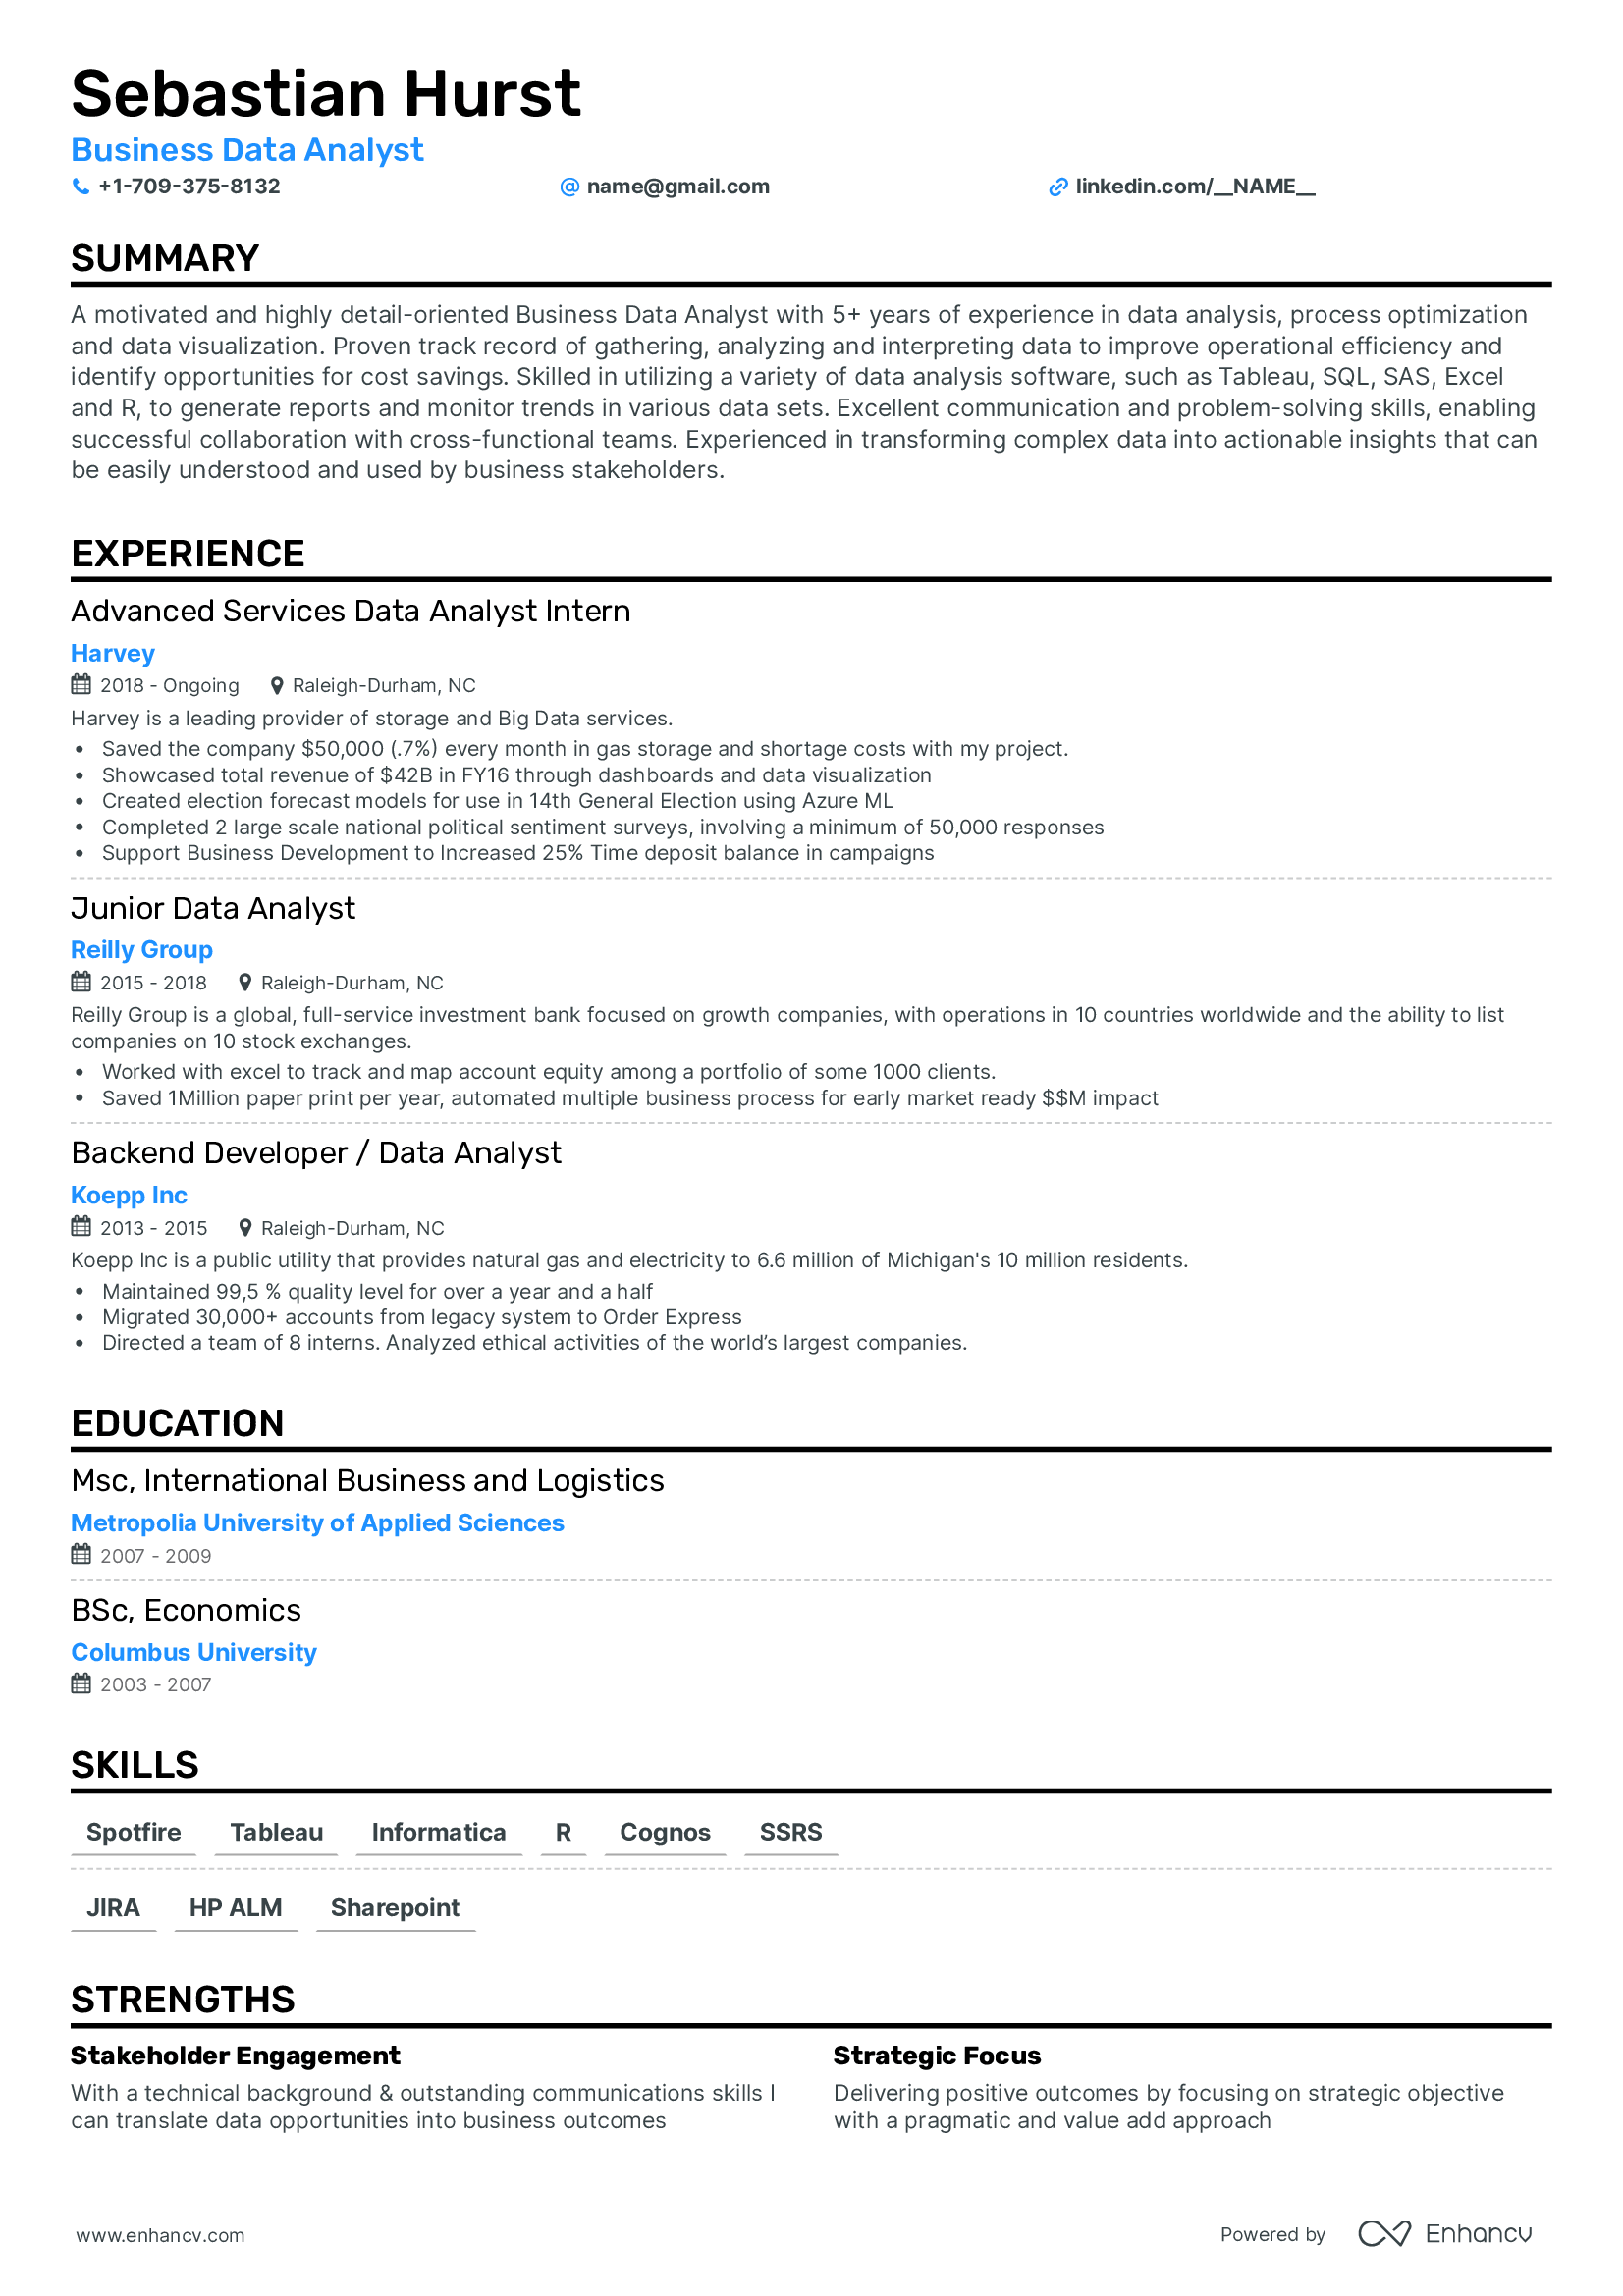 Sebastian Hurst
Business Data Analyst
+1-709-375-8132 name@gmail.com linkedin.com/__NAME__
SUMMARY
A motivated and highly detail-oriented Business Data Analyst with 5+ years of experience in data analysis, process optimization
and data visualization. Proven track record of gathering, analyzing and interpreting data to improve operational efficiency and
identify opportunities for cost savings. Skilled in utilizing a variety of data analysis software, such as Tableau, SQL, SAS, Excel
and R, to generate reports and monitor trends in various data sets. Excellent communication and problem-solving skills, enabling
successful collaboration with cross-functional teams. Experienced in transforming complex data into actionable insights that can
be easily understood and used by business stakeholders.
EXPERIENCE
Advanced Services Data Analyst Intern
Harvey
2018 - Ongoing Raleigh-Durham, NC
Harvey is a leading provider of storage and Big Data services.
• Saved the company $50,000 (.7%) every month in gas storage and shortage costs with my project.
• Showcased total revenue of $42B in FY16 through dashboards and data visualization
• Created election forecast models for use in 14th General Election using Azure ML
• Completed 2 large scale national political sentiment surveys, involving a minimum of 50,000 responses
• Support Business Development to Increased 25% Time deposit balance in campaigns
Junior Data Analyst
Reilly Group
2015 - 2018 Raleigh-Durham, NC
Reilly Group is a global, full-service investment bank focused on growth companies, with operations in 10 countries worldwide and the ability to list
companies on 10 stock exchanges.
• Worked with excel to track and map account equity among a portfolio of some 1000 clients.
• Saved 1Million paper print per year, automated multiple business process for early market ready $$M impact
Backend Developer / Data Analyst
Koepp Inc
2013 - 2015 Raleigh-Durham, NC
Koepp Inc is a public utility that provides natural gas and electricity to 6.6 million of Michigan's 10 million residents.
• Maintained 99,5 % quality level for over a year and a half
• Migrated 30,000+ accounts from legacy system to Order Express
• Directed a team of 8 interns. Analyzed ethical activities of the world’s largest companies.
EDUCATION
Msc, International Business and Logistics
Metropolia University of Applied Sciences
2007 - 2009
BSc, Economics
Columbus University
2003 - 2007
SKILLS
Spotfire Tableau Informatica R Cognos SSRS
JIRA HP ALM Sharepoint
STRENGTHS
Stakeholder Engagement
With a technical background & outstanding communications skills I
can translate data opportunities into business outcomes
Strategic Focus
Delivering positive outcomes by focusing on strategic objective
with a pragmatic and value add approach
www.enhancv.com Powered by Enhancv